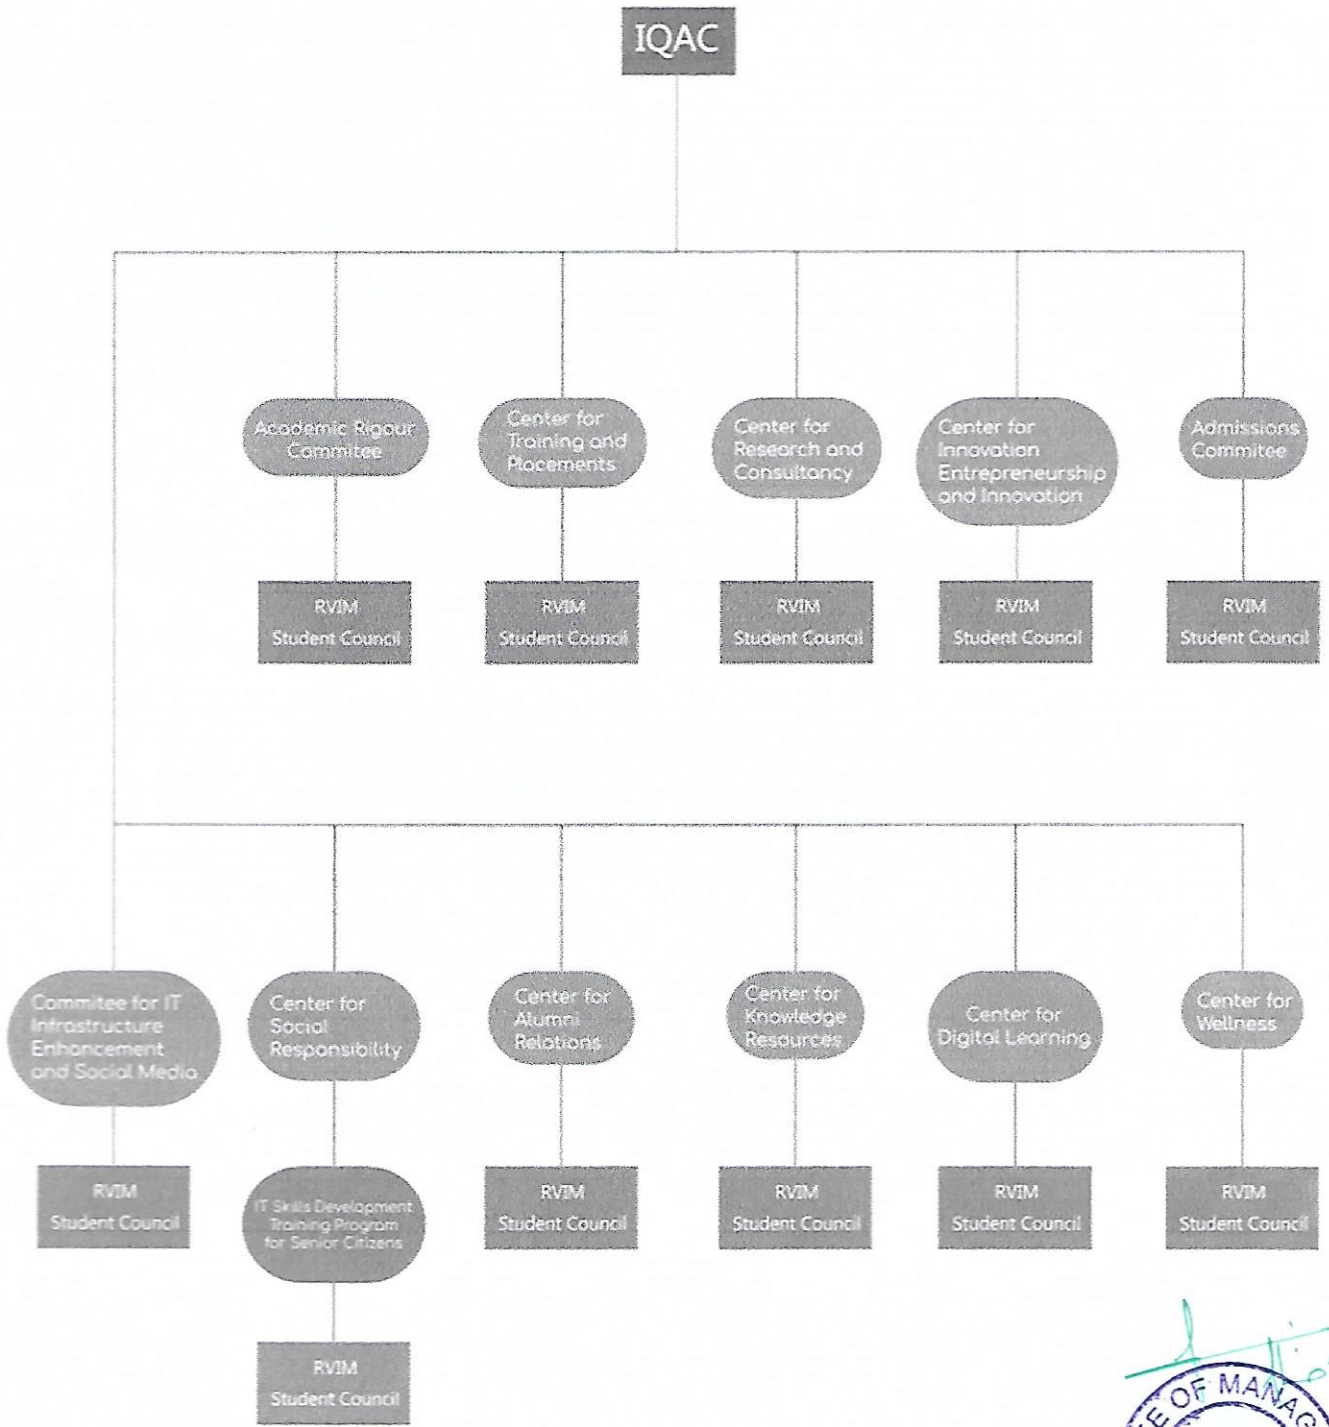 IQAC
Academic Rigour
Commitee
Center for
Training and
Placements
Center for
Research and
Consultancy
Center for
Innovation
Entrepreneurship
and Innovation
Admissions
Commitee
RVIM
Student Council
RVIM
Student Council
RVIM
Student Council
RVIM
Student Council
RVIM
Student Council
Commitee for IT
Infrastructure
Enhancement
and Social Media
Center for
Social
Responsibility
Center for
Alumni
Relations
Center for
Knowledge
Resources
Center for
Digital Learning
Center for
Wellness
RVIM
Student Council
IT Skills Development
Training Program
for Senior Citizens
RVIM
Student Council
RVIM
Student Council
RVIM
Student Council
RVIM
Student Council
RVIM
Student Council
OF